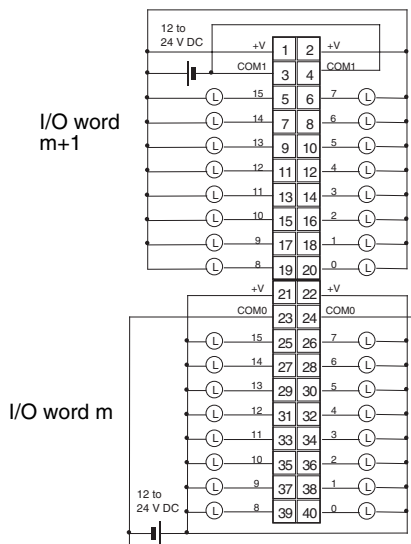 12 to
24 V DC
+V 1 2 +V
COM1 3 4 COM1
L 15 5 6 7 L
I/O word
m+1
L 14 7 8 6 L
L 13 9 10 5 L
L 12 11 12 4 L
L 11 13 14 3 L
L 10 15 16 2 L
L 9 17 18 1 L
L 8 19 20 0 L
+V 21 22 +V
COM0 23 24 COM0
L 15 25 26 7 L
L 14 27 28 6 L
L 13 29 30 5 L
I/O word m
L 12 31 32 4 L
L 11 33 34 3 L
L 10 35 36 2 L
L 9 37 38 1 L
12 to
24 V DC
L 8 39 40 0 L